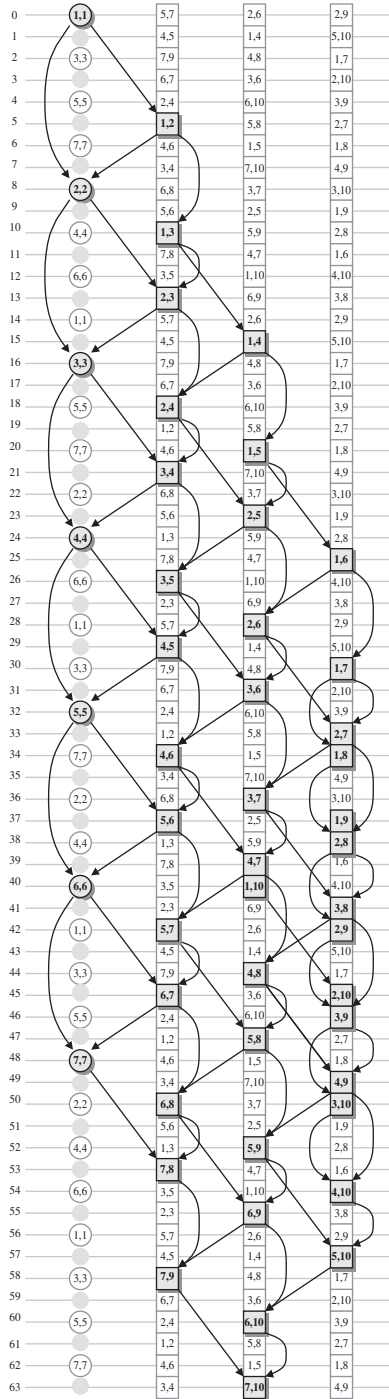 0 1,1 5,7 2,6 2,9
1 4,5 1,4 5,10
2 3,3 7,9 4,8 1,7
3 6,7 3,6 2,10
4 5,5 2,4 6,10 3,9
5 1,2 5,8 2,7
6 7,7 4,6 1,5 1,8
7 3,4 7,10 4,9
8 2,2 6,8 3,7 3,10
9 5,6 2,5 1,9
10 4,4 1,3 5,9 2,8
11 7,8 4,7 1,6
12 6,6 3,5 1,10 4,10
13 2,3 6,9 3,8
14 1,1 5,7 2,6 2,9
15 4,5 1,4 5,10
16 3,3 7,9 4,8 1,7
17 6,7 3,6 2,10
18 5,5 2,4 6,10 3,9
19 1,2 5,8 2,7
20 7,7 4,6 1,5 1,8
21 3,4 7,10 4,9
22 2,2 6,8 3,7 3,10
23 5,6 2,5 1,9
24 4,4 1,3 5,9 2,8
25 7,8 4,7 1,6
26 6,6 3,5 1,10 4,10
27 2,3 6,9 3,8
28 1,1 5,7 2,6 2,9
29 4,5 1,4 5,10
30 3,3 7,9 4,8 1,7
31 6,7 3,6 2,10
32 5,5 2,4 6,10 3,9
33 1,2 5,8 2,7
34 7,7 4,6 1,5 1,8
35 3,4 7,10 4,9
36 2,2 6,8 3,7 3,10
37 5,6 2,5 1,9
38 4,4 1,3 5,9 2,8
39 7,8 4,7 1,6
40 6,6 3,5 1,10 4,10
41 2,3 6,9 3,8
42 1,1 5,7 2,6 2,9
43 4,5 1,4 5,10
44 3,3 7,9 4,8 1,7
45 6,7 3,6 2,10
46 5,5 2,4 6,10 3,9
47 1,2 5,8 2,7
48 7,7 4,6 1,5 1,8
49 3,4 7,10 4,9
50 2,2 6,8 3,7 3,10
51 5,6 2,5 1,9
52 4,4 1,3 5,9 2,8
53 7,8 4,7 1,6
54 6,6 3,5 1,10 4,10
55 2,3 6,9 3,8
56 1,1 5,7 2,6 2,9
57 4,5 1,4 5,10
58 3,3 7,9 4,8 1,7
59 6,7 3,6 2,10
60 5,5 2,4 6,10 3,9
61 1,2 5,8 2,7
62 7,7 4,6 1,5 1,8
63 3,4 7,10 4,9